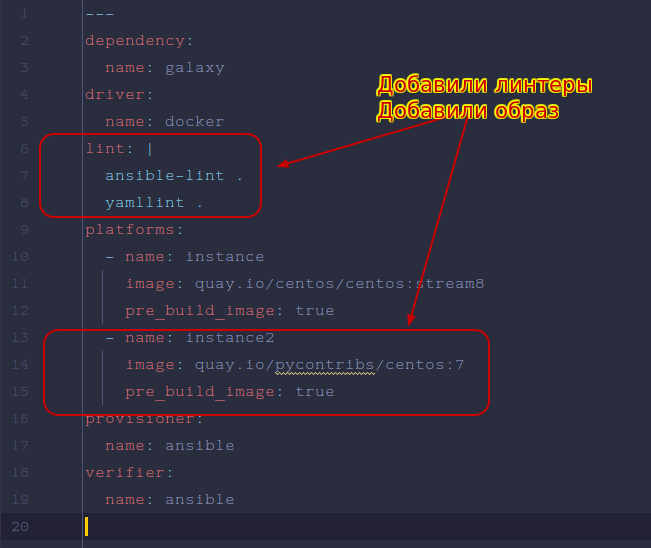 1 ---
2 dependency:
3   name: galaxy
Добавили линтеры
4 driver:
Добавили образ
5   name: docker
6 lint: |
7   ansible-lint .
8   yamllint .
9 platforms:
10   - name: instance
11     image: quay.io/centos/centos:stream8
12     pre_build_image: true
13   - name: instance2
14     image: quay.io/pycontribs/centos:7
15     pre_build_image: true
16 provisioner:
17   name: ansible
18 verifier:
19   name: ansible
20